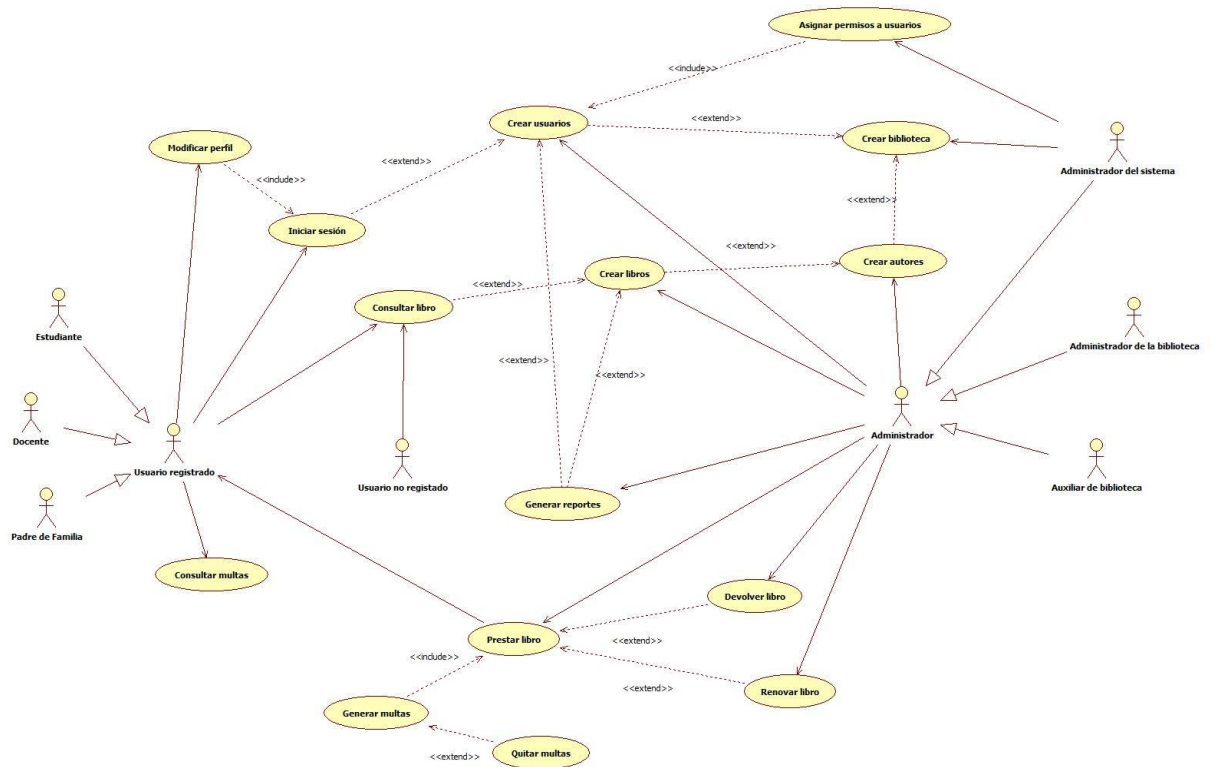 Asignar permisos a usuarios
<<include>>
Crear usuarios
<<extend>>
Crear biblioteca
Modificar perfil
<<extend>>
Administrador del sistema
<<include>>
<<extend>>
Iniciar sesión
<<extend>>
Crear autores
Crear libros
<<extend>>
Consultar libro
Estudiante
Administrador de la biblioteca
<<extend>>
<<extend>>
Docente
Administrador
Usuario registrado
Usuario no registado
Auxiliar de biblioteca
Generar reportes
Padre de Familia
Consultar multas
Devolver libro
Prestar libro
<<extend>>
<<include>>
<<extend>>
Renovar libro
Generar multas
Quitar multas
<<extend>>